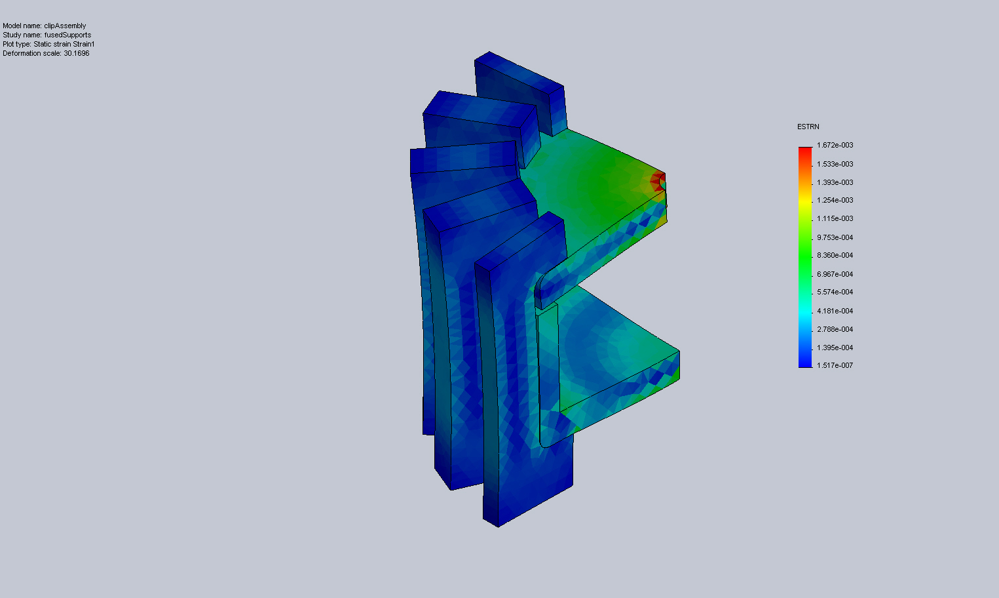 Model name: clipAssembly
Study name: fusedSupports
Plot type: Static strain Strain1
Deformation scale: 30.1696
ESTRN
1.672e-003
1.533e-003
1.393e-003
1.254e-003
1.115e-003
9.753e-004
8.360e-004
6.967e-004
5.574e-004
4.181e-004
2.788e-004
1.395e-004
1.517e-007